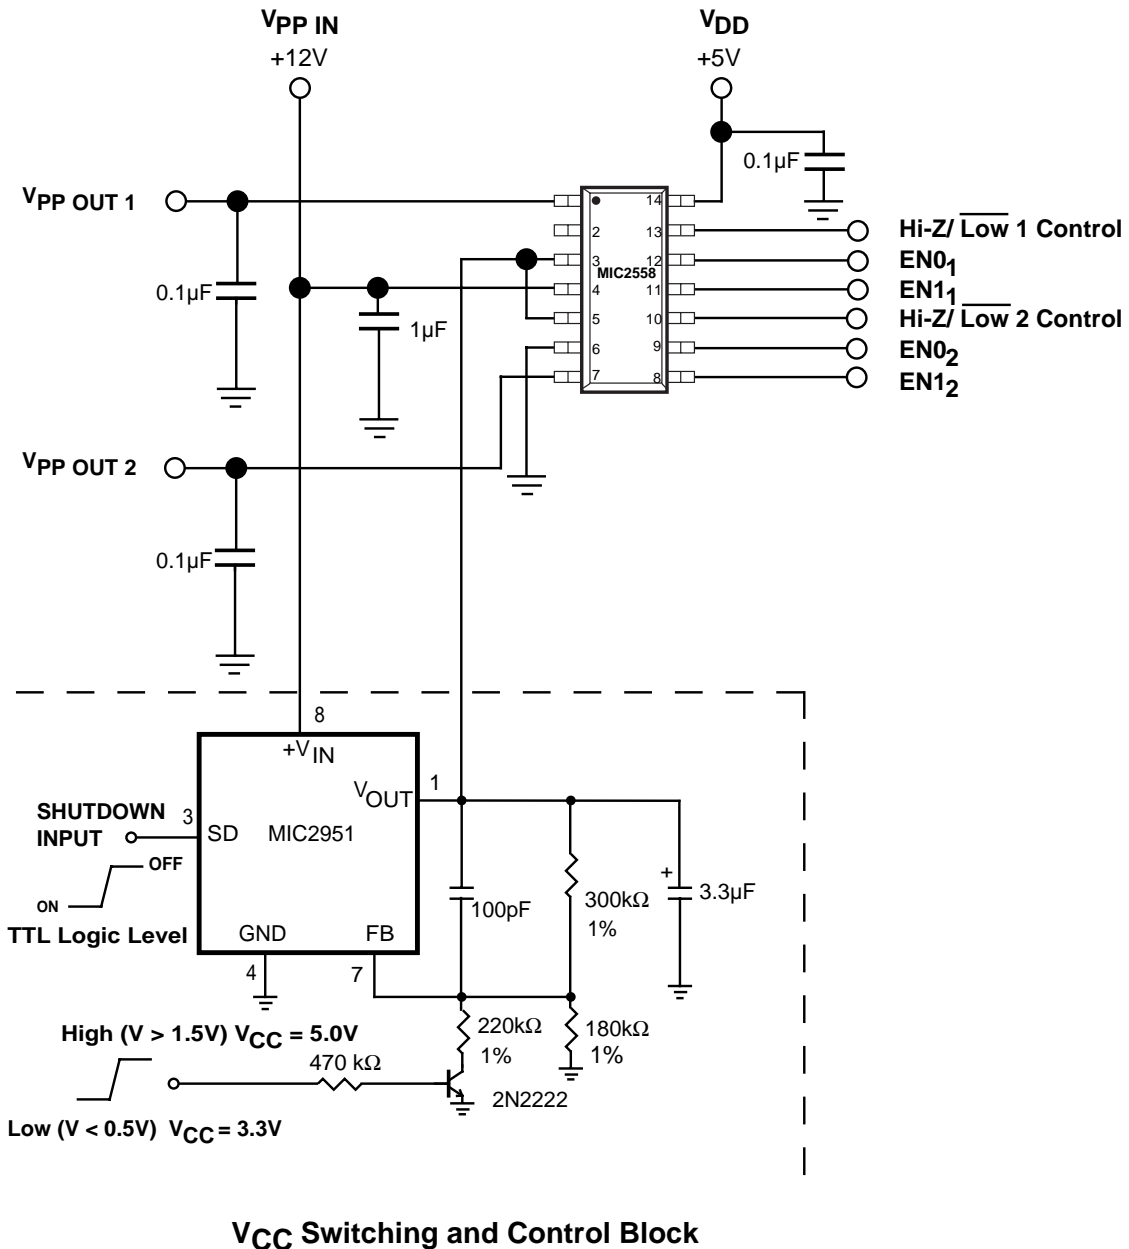 VPP IN
+12V
VDD
+5V
0.1µF
VPP OUT 1
14
2
13
3
12
MIC2558
4
11
5
10
6
9
7
8
Hi-Z/ Low 1 Control
EN01
EN11
Hi-Z/ Low 2 Control
EN02
EN12
0.1µF
1µF
VPP OUT 2
0.1µF
8
+VIN
VOUT
1
SHUTDOWN
INPUT
3
SD
MIC2951
OFF
ON
TTL Logic Level
GND
FB
4
7
100pF
300kΩ
1%
+
3.3µF
High (V > 1.5V) VCC = 5.0V
220kΩ
1%
180kΩ
1%
470 kΩ
2N2222
Low (V < 0.5V) VCC = 3.3V
VCC Switching and Control Block